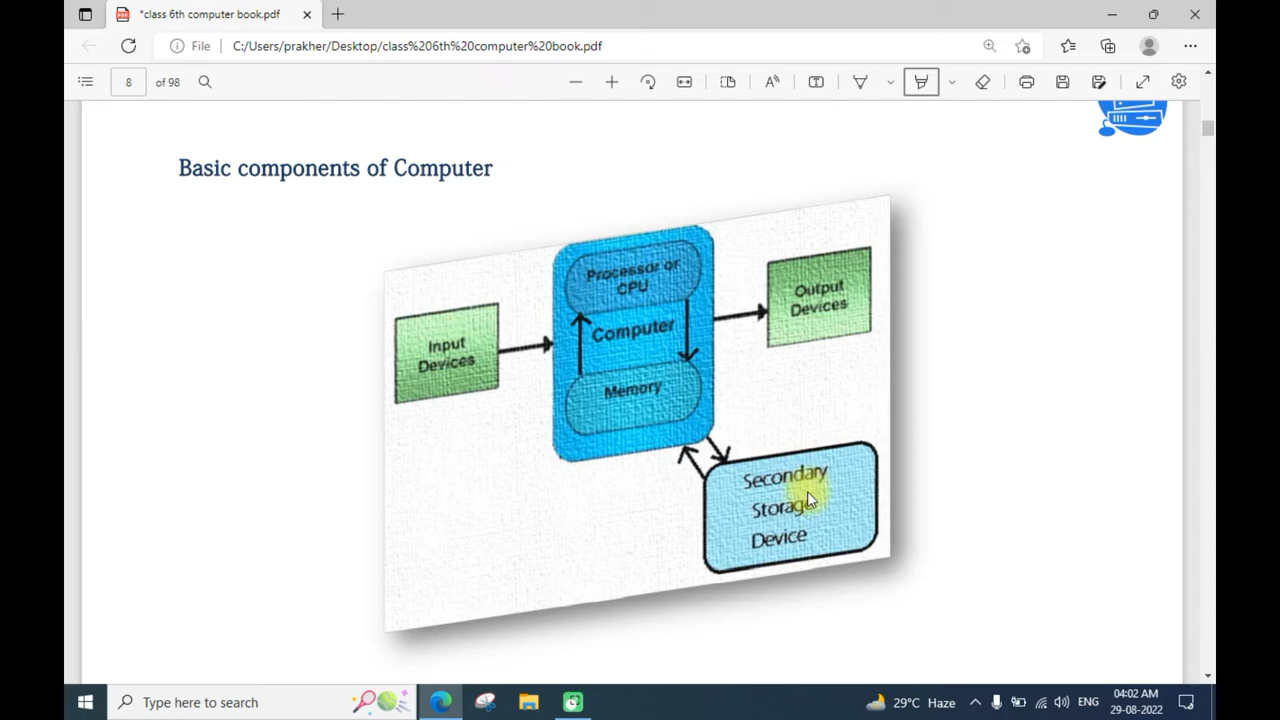 *class 6th computer book.pdf
File
C:/Users/prakher/Desktop/class%206th%20computer%20book.pdf
8 of 98
Basic components of Computer
Processor or
CPU
Computer
Memory
Input
Devices
Output
Devices
Secondary
Storage
Device
Type here to search
29°C Haze
ENG
04:02 AM
29-08-2022